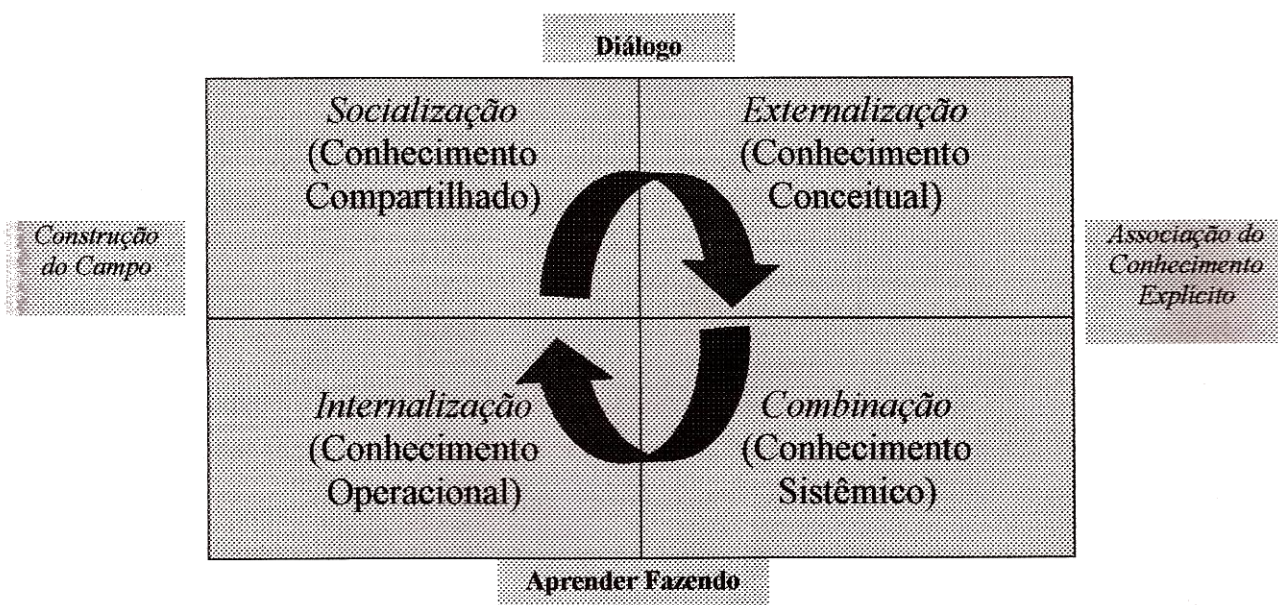 Diálogo
Socialização
(Conhecimento
Compartilhado)
Externalização
(Conhecimento
Conceitual)
Construção
do Campo
Associação do
Conhecimento
Explícito
Internalização
(Conhecimento
Operacional)
Combinação
(Conhecimento
Sistêmico)
Aprender Fazendo